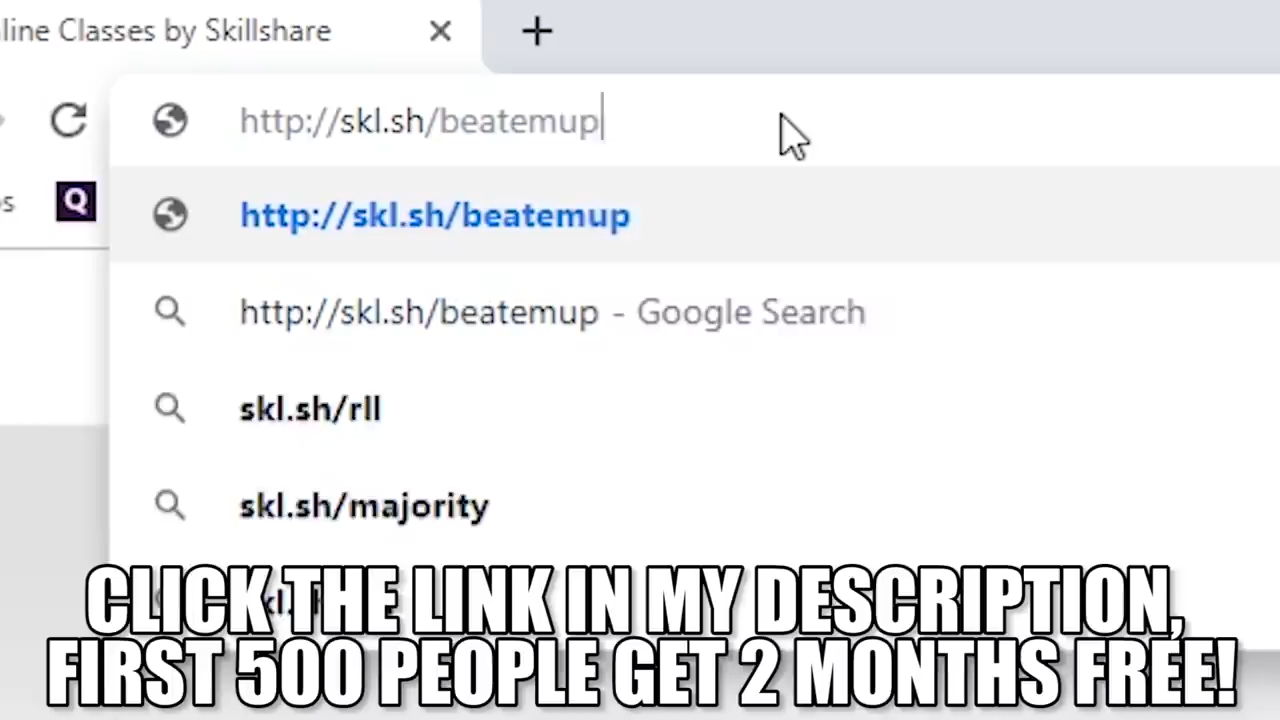 line Classes by Skillshare
http://skl.sh/beatemup
Q
http://skl.sh/beatemup
http://skl.sh/beatemup - Google Search
skl.sh/rll
skl.sh/majority
CLICK THE LINK IN MY DESCRIPTION,
FIRST 500 PEOPLE GET 2 MONTHS FREE!